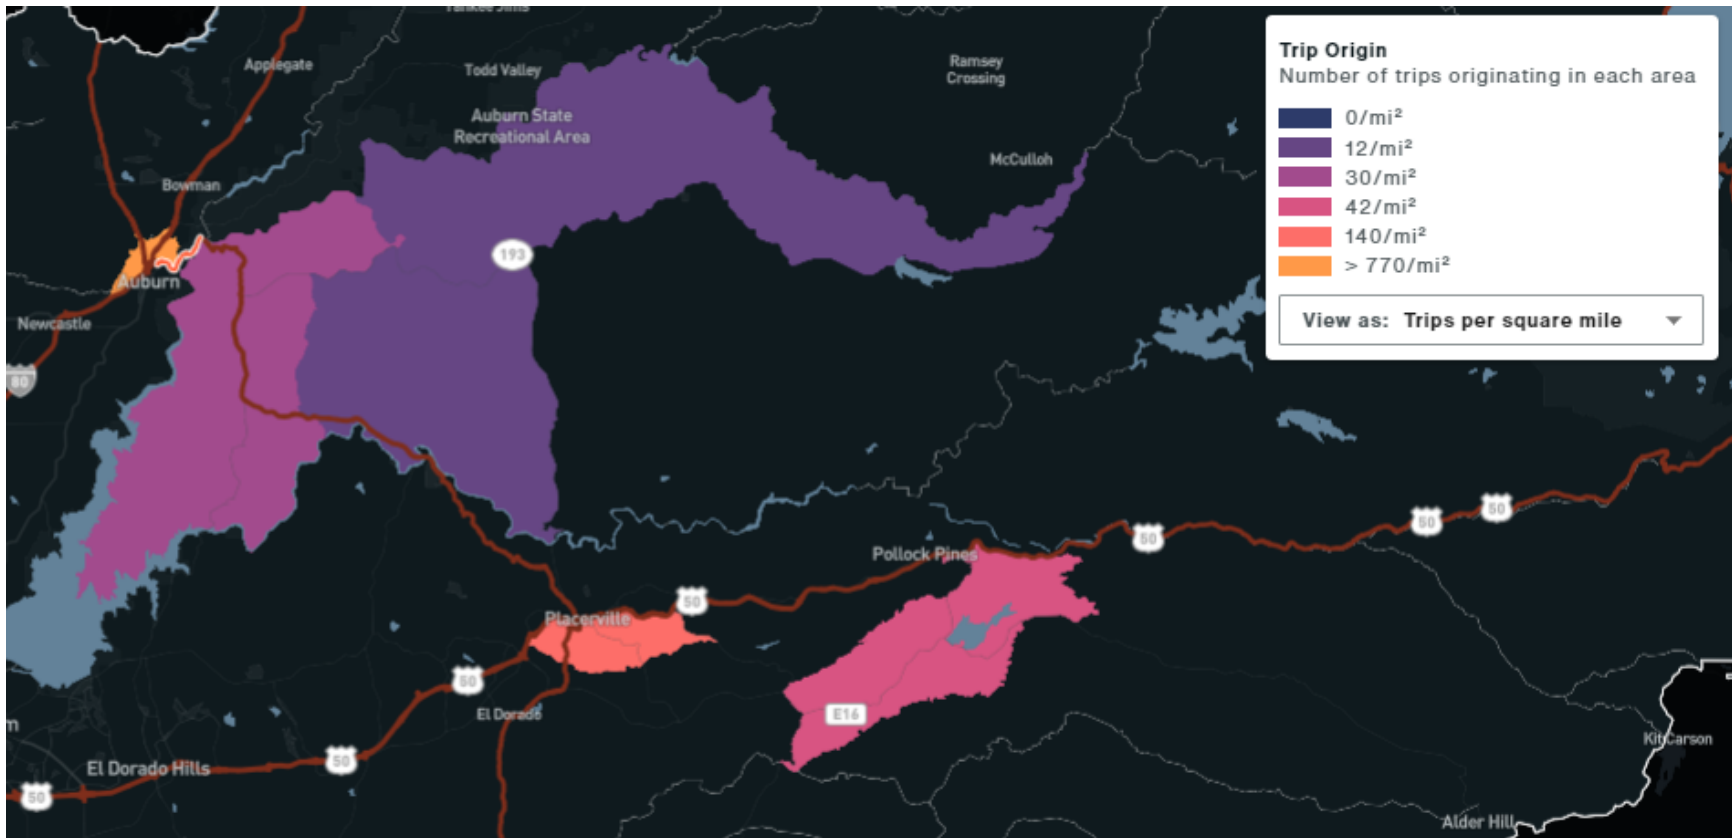 Yankee Jims
Applegate
Todd Valley
Ramsey
Crossing
Auburn State
Recreational Area
McCulloh
Bowman
193
Auburn
Newcastle
80
50
50
50
Pollock Pines
50
Placerville
50
El Dorado
E16
El Dorado Hills
50
50
m
Kit Carson
Alder Hill
Trip Origin
Number of trips originating in each area
0/mi²
12/mi²
30/mi²
42/mi²
140/mi²
> 770/mi²
View as: Trips per square mile